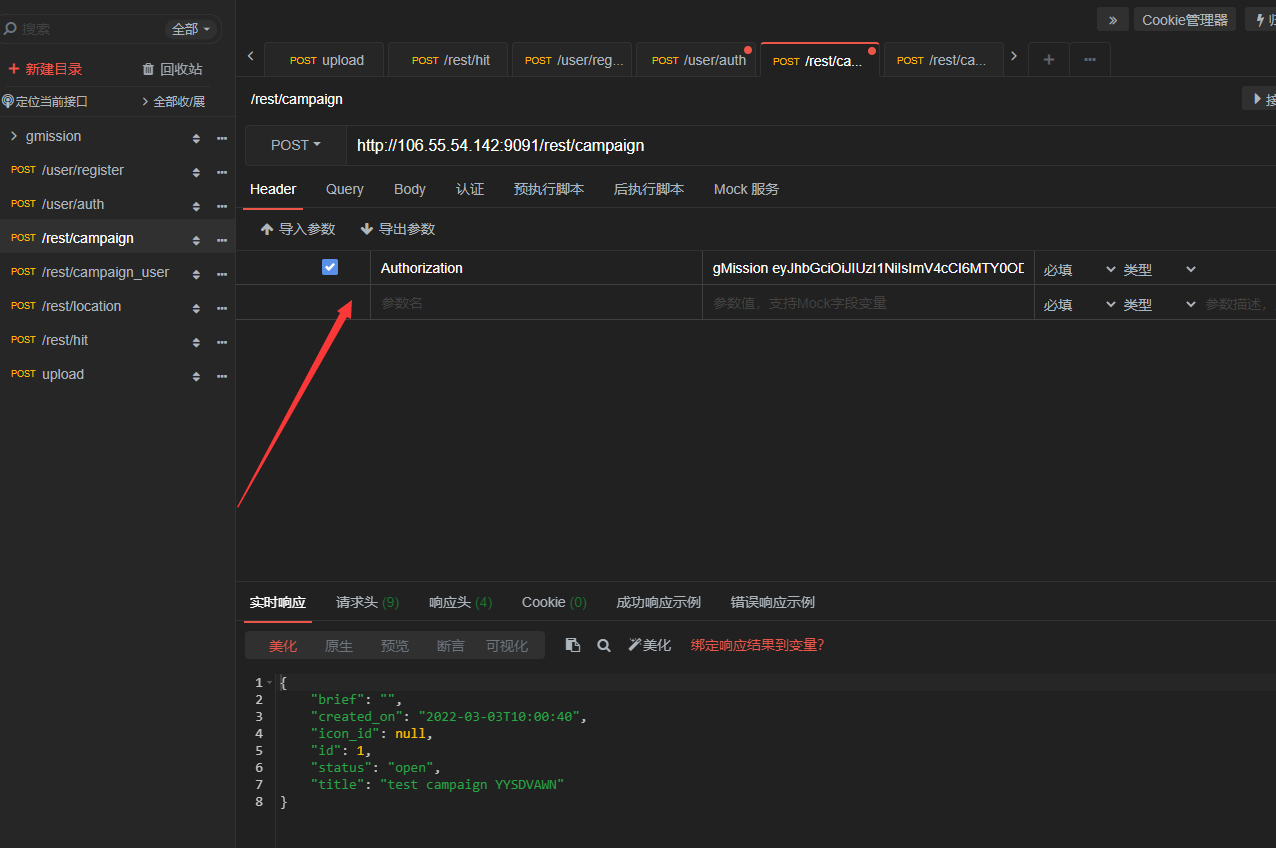 搜索 全部
» Cookie管理器
新建目录 回收站
定位当前接口 全部收/展
gmission
POST /user/register
POST /user/auth
POST /rest/campaign
POST /rest/campaign_user
POST /rest/location
POST /rest/hit
POST upload
POST upload POST /rest/hit POST /user/reg... POST /user/auth POST /rest/ca... POST /rest/ca...
/rest/campaign
POST http://106.55.54.142:9091/rest/campaign
Header Query Body 认证 预执行脚本 后执行脚本 Mock 服务
导入参数 导出参数
Authorization gMission 必填 类型
参数名 参数值，支持Mock字段变量 必填 类型 参数描述，
实时响应 请求头 (9) 响应头 (4) Cookie (0) 成功响应示例 错误响应示例
美化 原生 预览 断言 可视化 美化 绑定响应结果到变量?
1 {
2 "brief": "",
3 "created_on": "2022-03-03T10:00:40",
4 "icon_id": null,
5 "id": 1,
6 "status": "open",
7 "title": "test campaign YYSDVAWN"
8 }